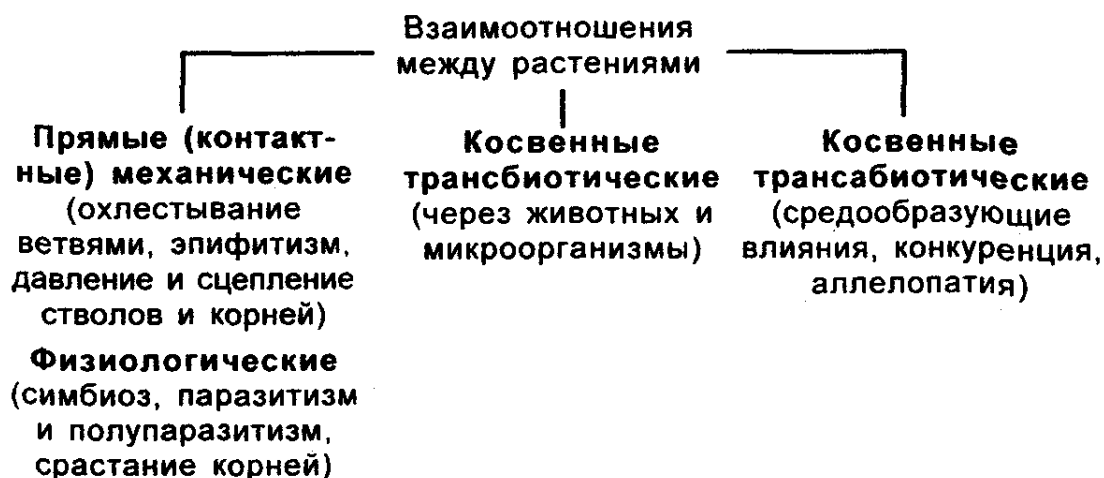 Взаимоотношения
между растениями
Прямые (контакт-
ные) механические
(охлестывание
ветвями, эпифитизм,
давление и сцепление
стволов и корней)
Физиологические
(симбиоз, паразитизм
и полупаразитизм,
срастание корней)
Косвенные
трансбиотические
(через животных и
микроорганизмы)
Косвенные
трансабиотические
(средообразующие
влияния, конкуренция,
аллелопатия)